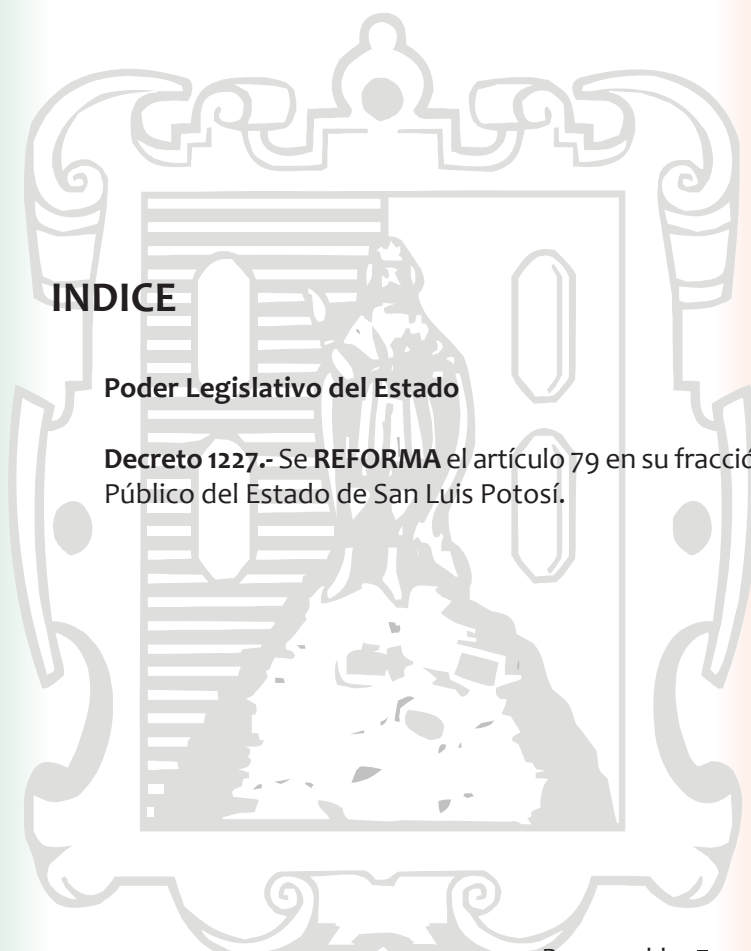 INDICE
Poder Legislativo del Estado
Decreto 1227.- Se REFORMA el artículo 79 en su
Público del Estado de San Luis Potosí.